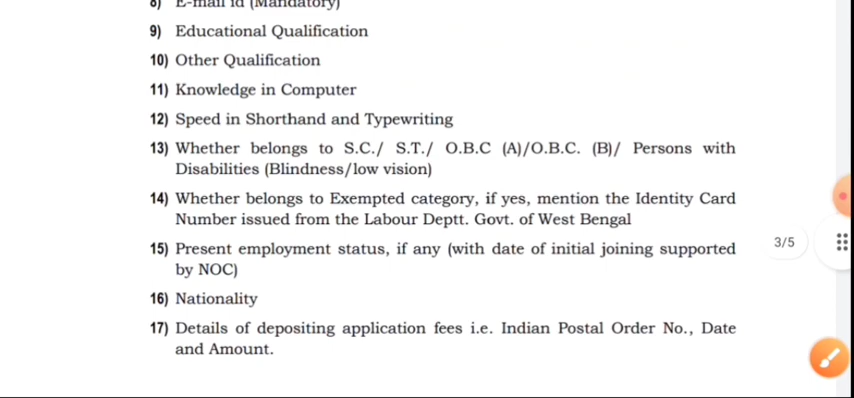 8) E-mail id (Mandatory)
9) Educational Qualification
10) Other Qualification
11) Knowledge in Computer
12) Speed in Shorthand and Typewriting
13) Whether belongs to S.C./ S.T./ O.B.C (A)/O.B.C. (B)/ Persons with
Disabilities (Blindness/low vision)
14) Whether belongs to Exempted category, if yes, mention the Identity Card
Number issued from the Labour Deptt. Govt. of West Bengal
15) Present employment status, if any (with date of initial joining supported
by NOC)
3/5
16) Nationality
17) Details of depositing application fees i.e. Indian Postal Order No., Date
and Amount.